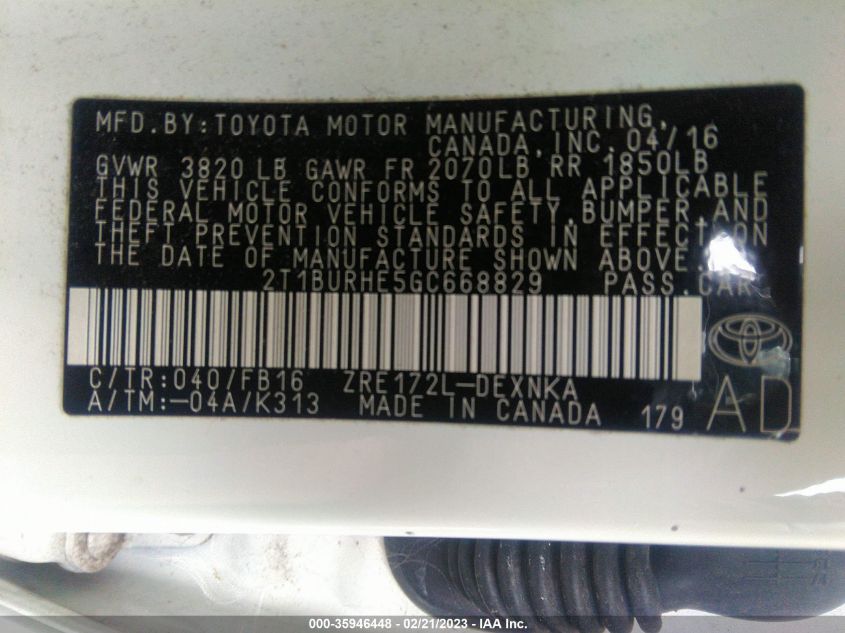 MFD.BY:TOYOTA MOTOR MANUFACTURING,
CANADA,INC.04/16
GVWR 3820 LB GAWR FR 2070LB RR 1850LB
THIS VEHICLE CONFORMS TO ALL APPLICABLE
FEDERAL MOTOR VEHICLE SAFETY,BUMPER,AND
THEFT PREVENTION STANDARDS IN EFFECTION
THE DATE OF MANUFACTURE SHOWN ABOVE.
2T1BURHE5GC668829 PASS.CAR
C/TR:040/FB16 ZRE172L-DEXNKA
A/TM:-04A/K313 MADE IN CANADA 179
AD
000-35946448 - 02/21/2023 - IAA Inc.